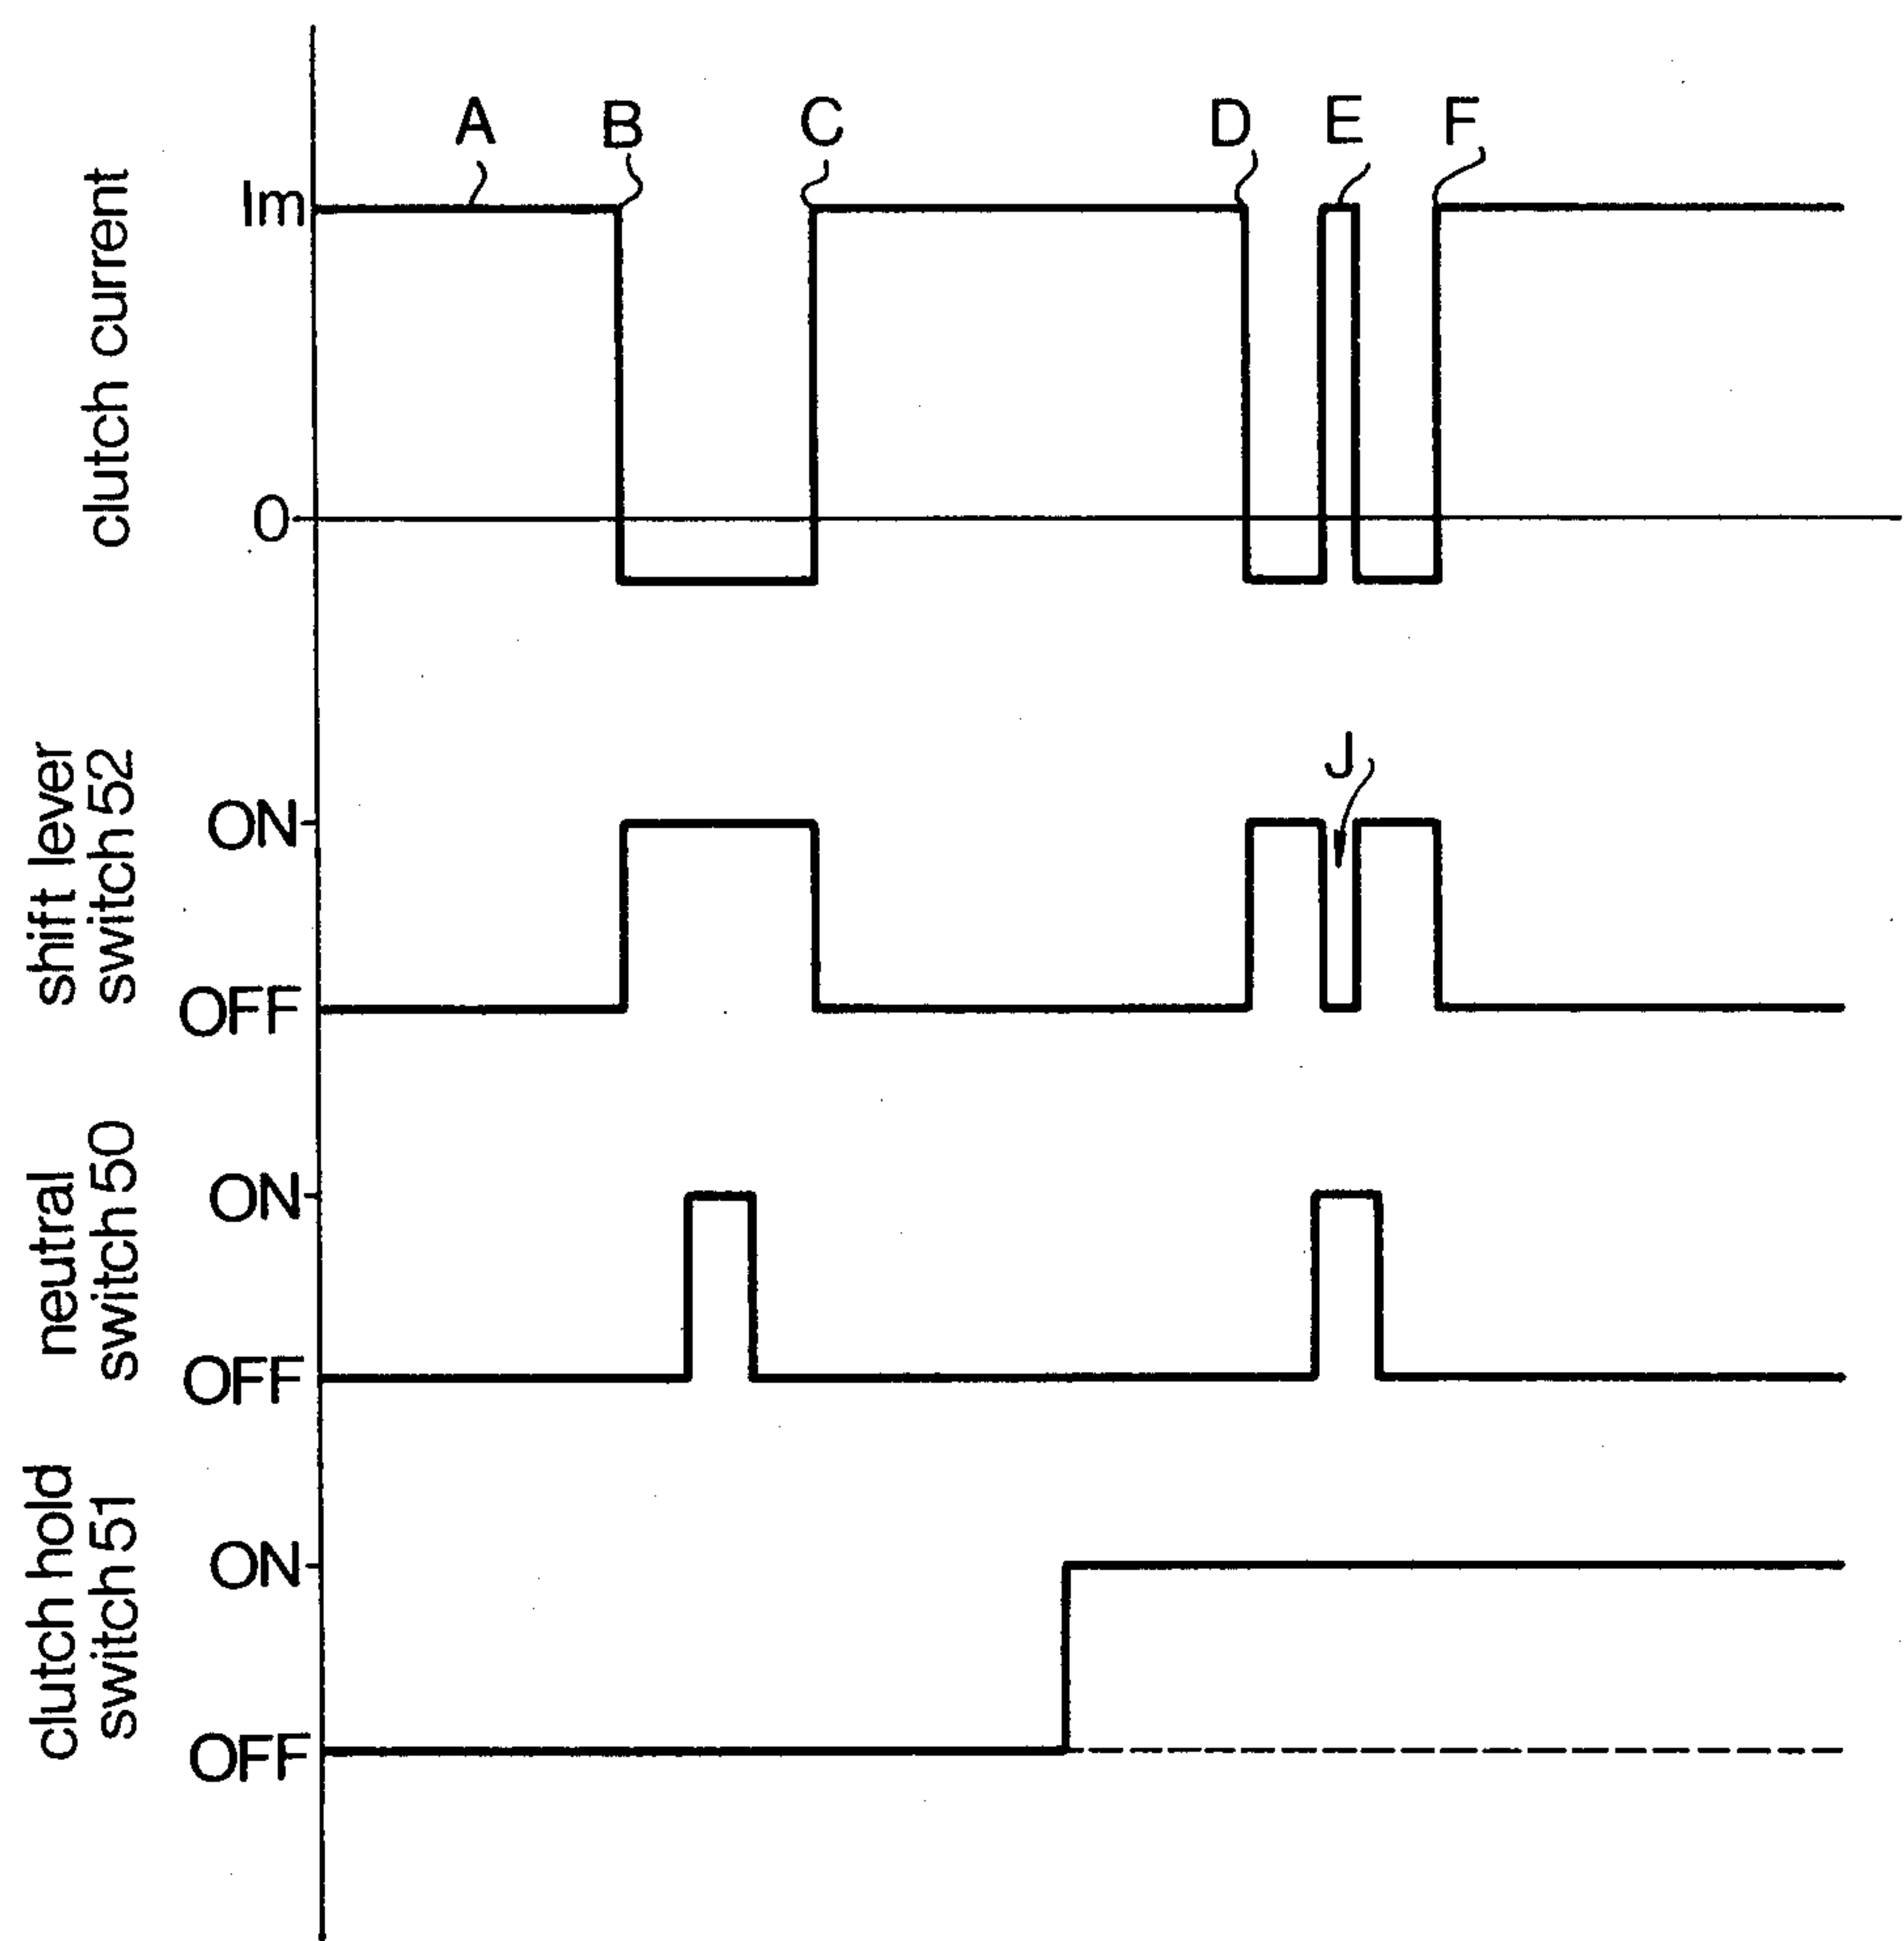 A B C D E F
clutch current
Im
O
shift lever
switch 52
J
ON
OFF
neutral
switch 50
ON
OFF
clutch hold
switch 51
ON
OFF